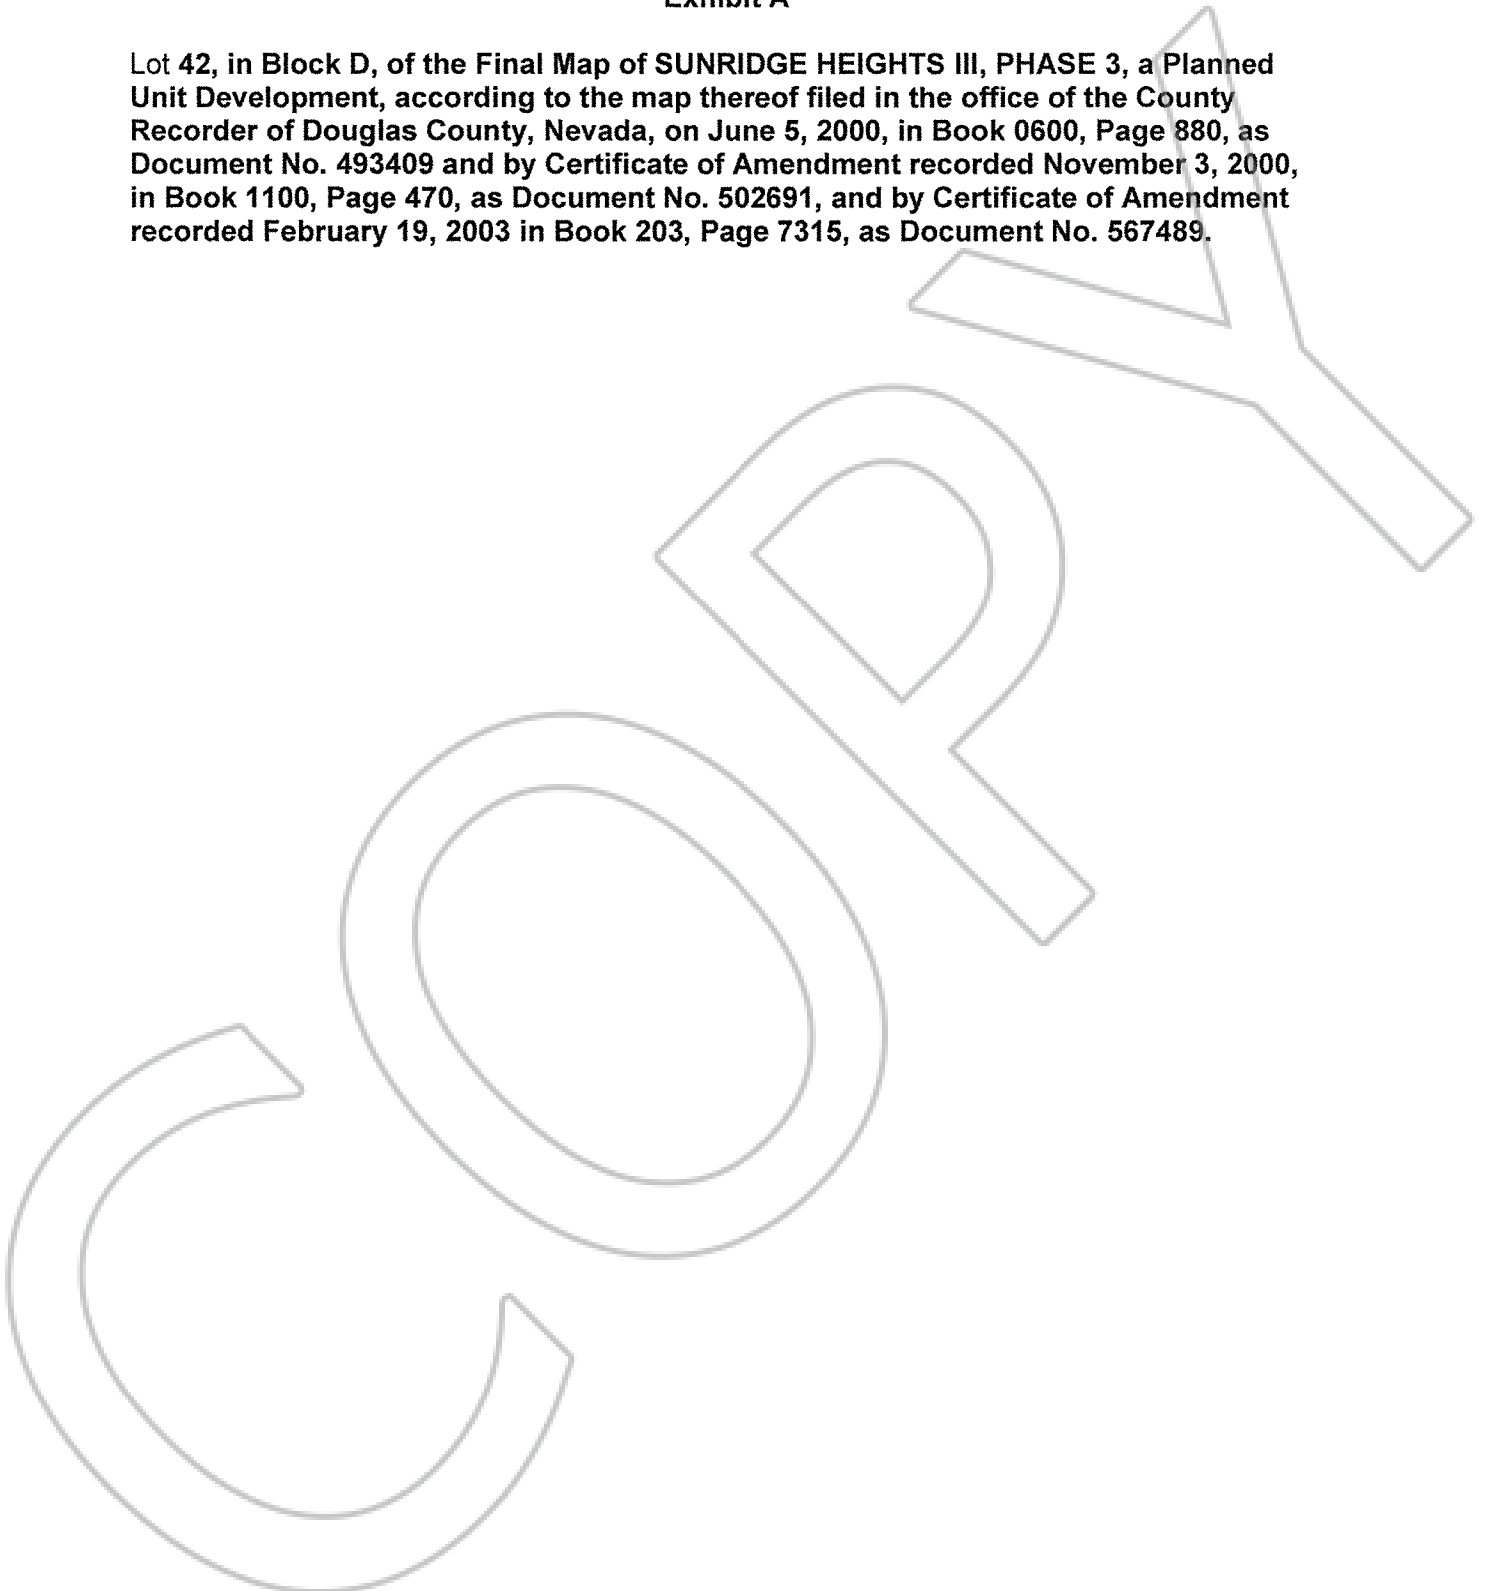 Exhibit A
Lot 42, in Block D, of the Final Map of SUNRIDGE HEIGHTS III, PHASE 3, a Planned
Unit Development, according to the map thereof filed in the office of the County
Recorder of Douglas County, Nevada, on June 5, 2000, in Book 0600, Page 880, as
Document No. 493409 and by Certificate of Amendment recorded November 3, 2000,
in Book 1100, Page 470, as Document No. 502691, and by Certificate of Amendment
recorded February 19, 2003 in Book 203, Page 7315, as Document No. 567489.
COPY